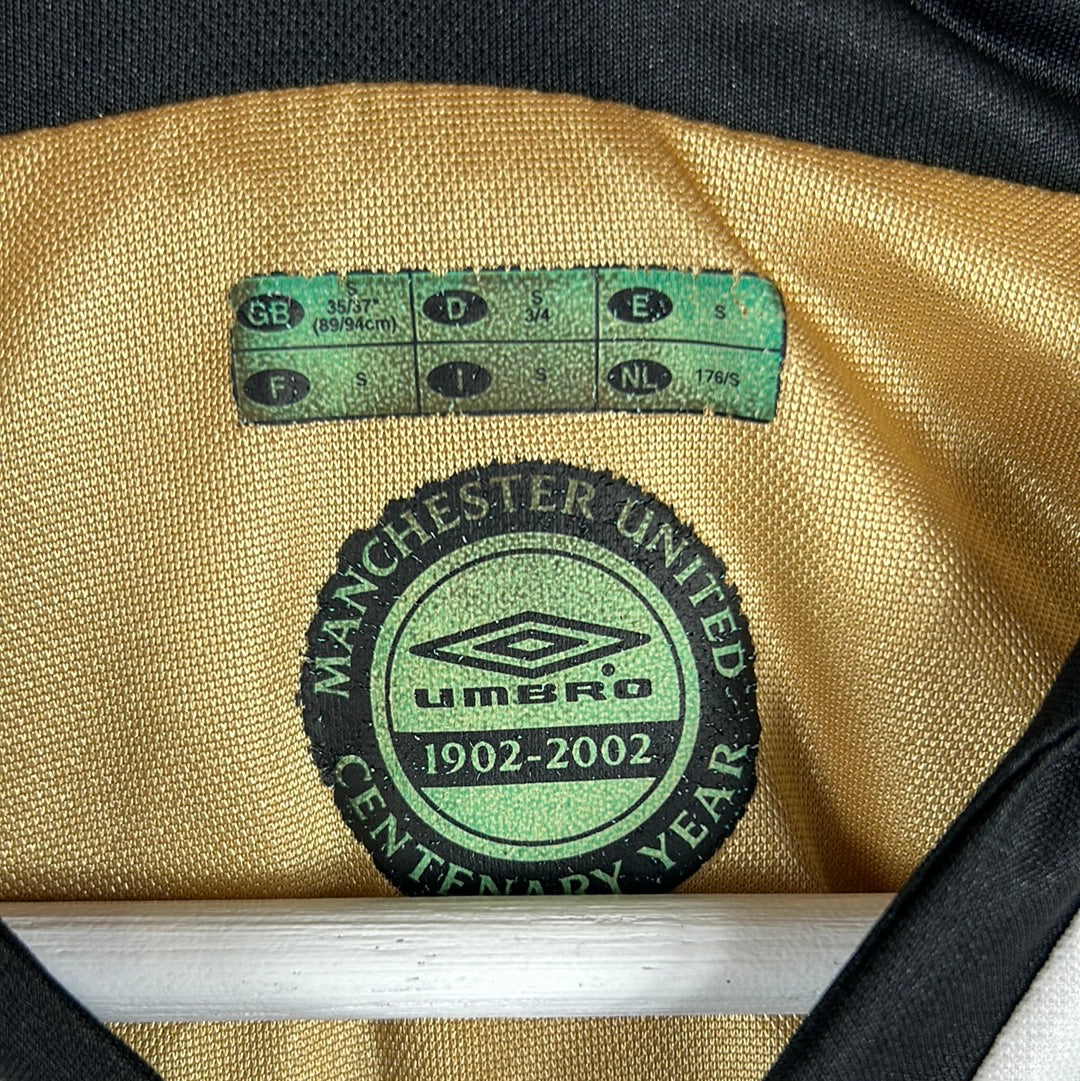 GB S 35/37" (89/94cm) D S 3/4 E S
F S I S NL 176/S
MANCHESTER UNITED
UMBRO
1902-2002
CENTENARY YEAR